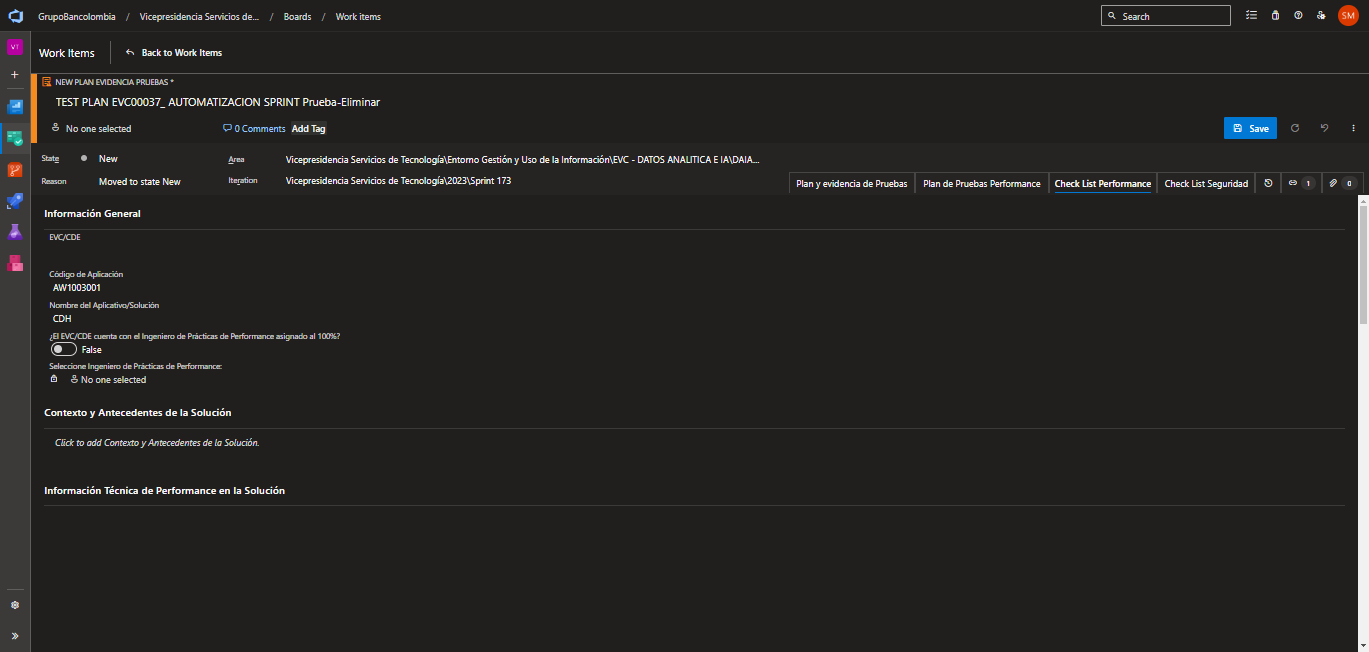 GrupoBancolombia / Vicepresidencia Servicios de... / Boards / Work items
Search
SM
VT
Work Items
Back to Work Items
NEW PLAN EVIDENCIA PRUEBAS *
TEST PLAN EVC00037_ AUTOMATIZACION SPRINT Prueba-Eliminar
No one selected
0 Comments
Add Tag
Save
State
New
Area
Vicepresidencia Servicios de Tecnología\Entorno Gestión y Uso de la Información\EVC - DATOS ANALITICA E IA\DAIA...
Reason
Moved to state New
Iteration
Vicepresidencia Servicios de Tecnología\2023\Sprint 173
Plan y evidencia de Pruebas
Plan de Pruebas Performance
Check List Performance
Check List Seguridad
1
0
Información General
EVC/CDE
Código de Aplicación
AW1003001
Nombre del Aplicativo/Solución
CDH
¿El EVC/CDE cuenta con el Ingeniero de Prácticas de Performance asignado al 100%?
False
Seleccione Ingeniero de Prácticas de Performance:
No one selected
Contexto y Antecedentes de la Solución
Click to add Contexto y Antecedentes de la Solución.
Información Técnica de Performance en la Solución